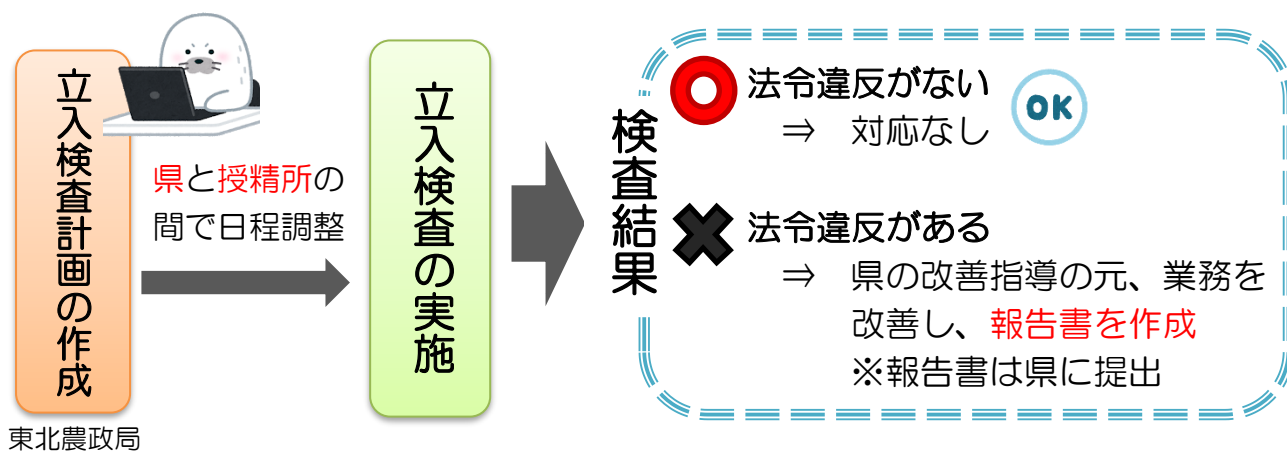 立入検査計画の作成
東北農政局
県と授精所の
間で日程調整
立入検査の実施
検査結果
法令違反がない
⇒ 対応なし
OK
法令違反がある
⇒ 県の改善指導の元、業務を
改善し、報告書を作成
※報告書は県に提出